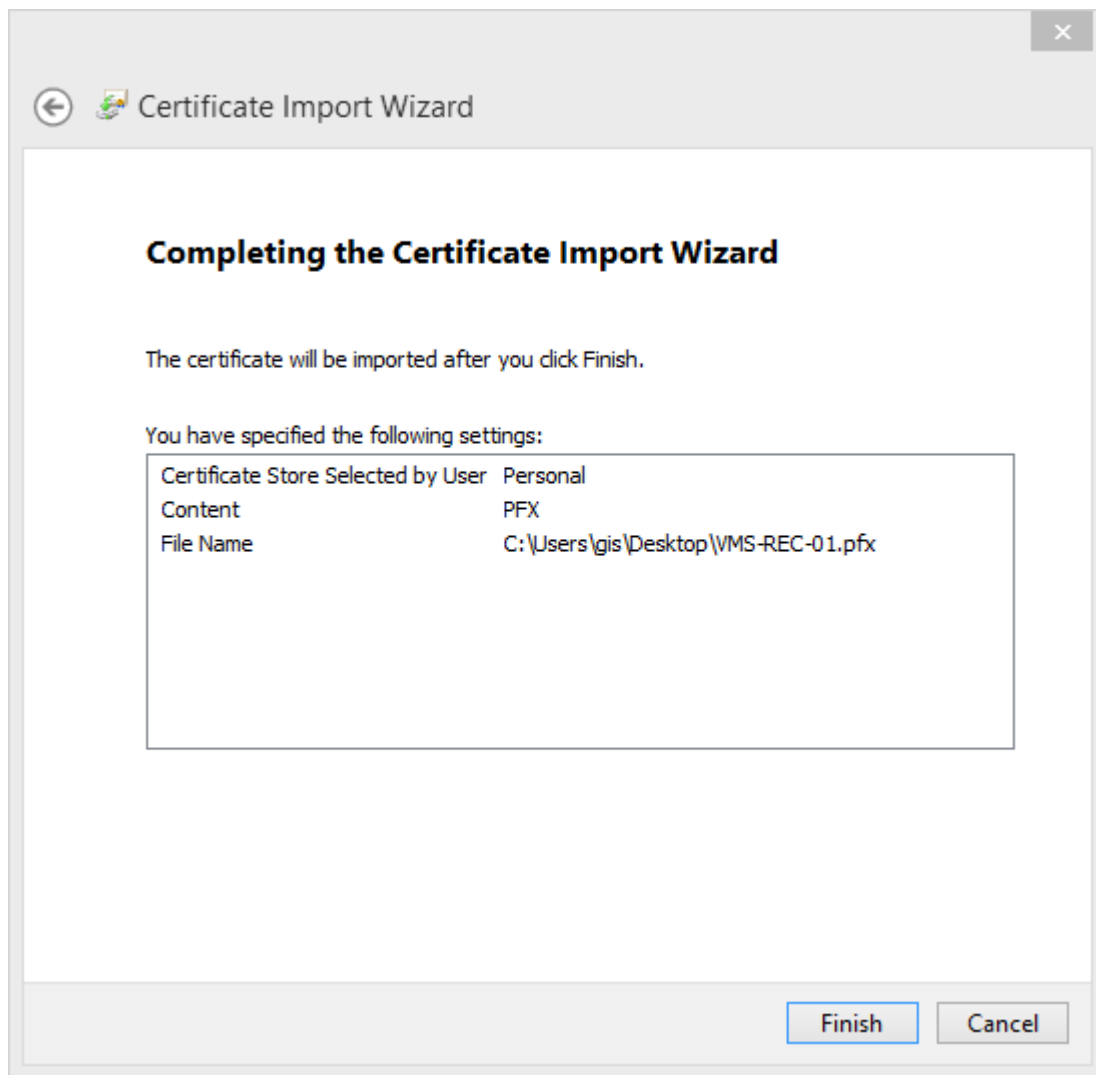 Certificate Import Wizard
Completing the Certificate Import Wizard
The certificate will be imported after you click Finish.
You have specified the following settings:
Certificate Store Selected by User Personal
Content PFX
File Name C:\Users\gis\Desktop\VMS-REC-01.pfx
Finish Cancel